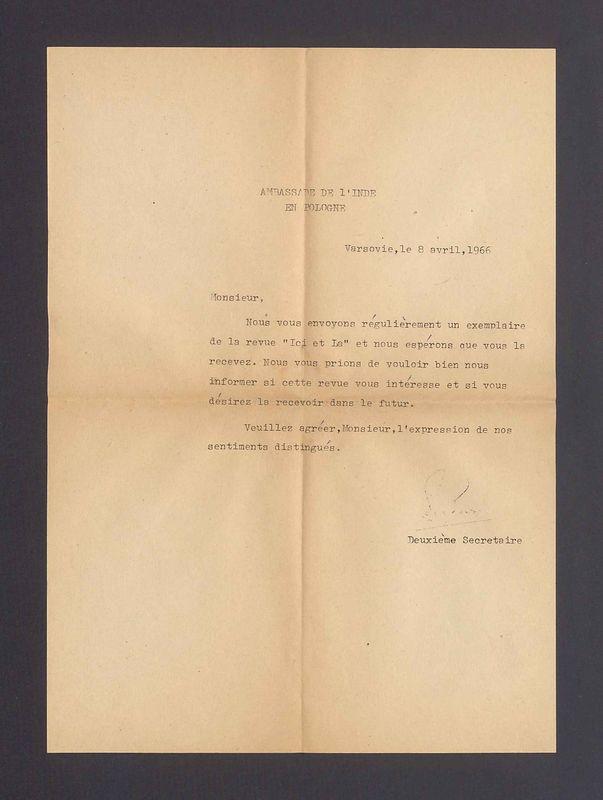 AMBASSADE DE l'INDE
EN POLOGNE
Varsovie,le 8 avril,1966
Monsieur,
Nous vous envoyons régulièrement un exemplaire
de la revue "Ici et La" et nous espérons que vous la
recevez. Nous vous prions de vouloir bien nous
informer si cette revue vous intéresse et si vous
désirez la recevoir dans le futur.
Veuillez agréer,Monsieur,l'expression de nos
sentiments distingués.
Deuxième Secretaire